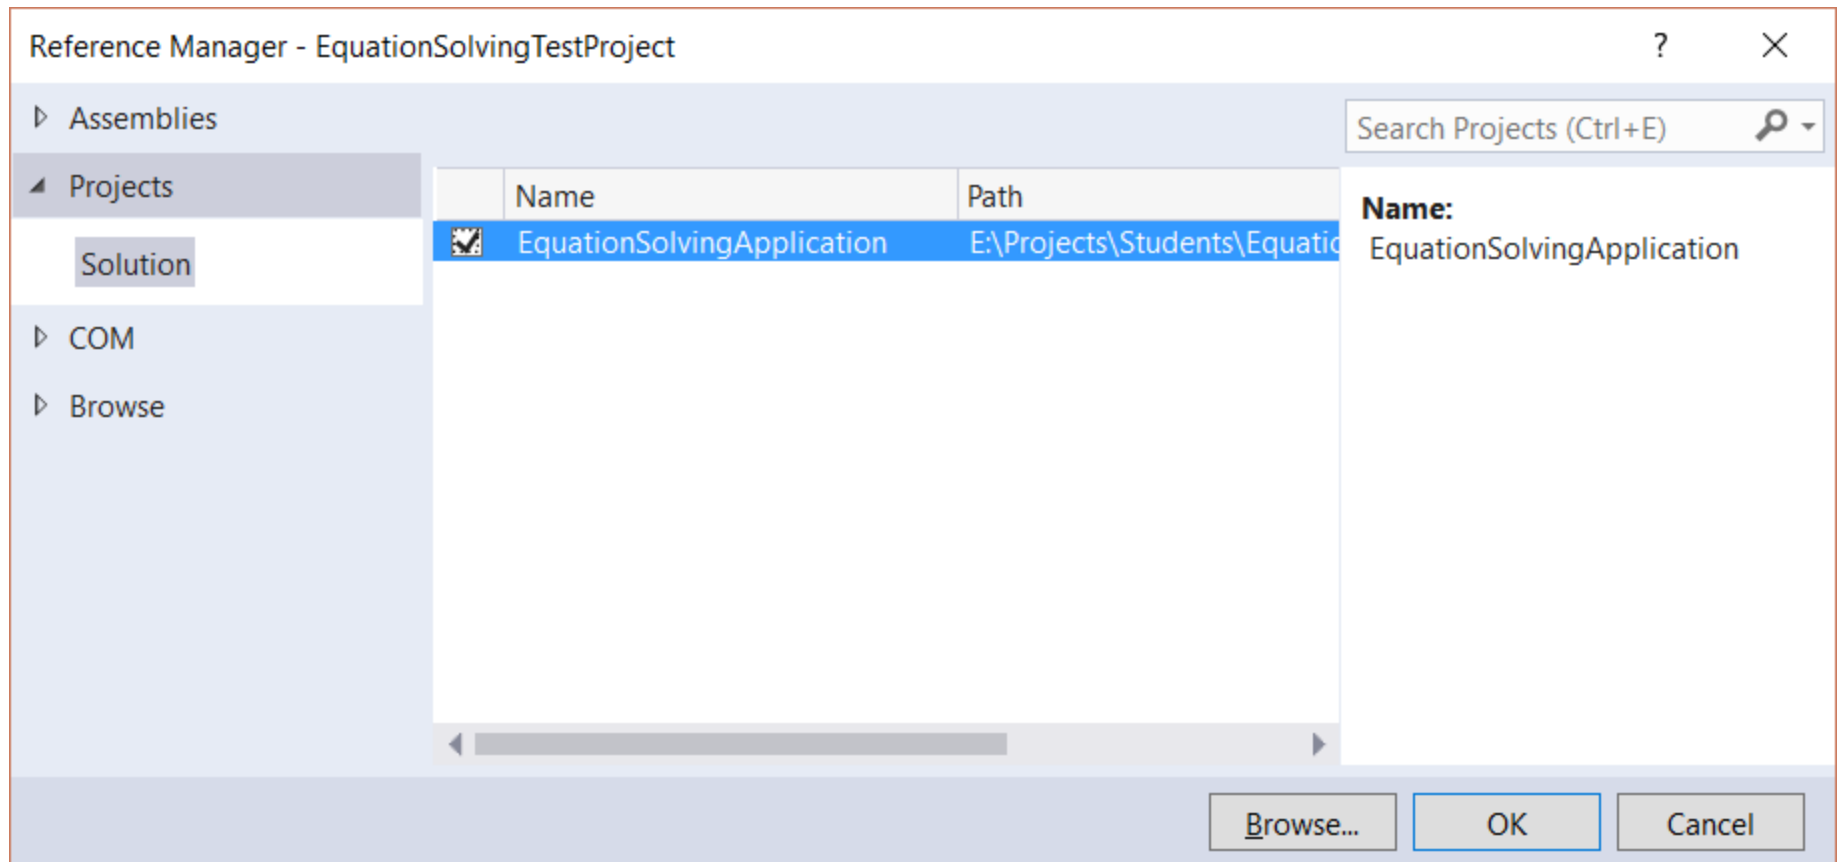 Reference Manager - EquationSolvingTestProject ?
Assemblies
Search Projects (Ctrl+E)
Projects
Solution
COM
Browse
Name Path
EquationSolvingApplication E:\Projects\Students\Equatic
Name:
EquationSolvingApplication
Browse... OK Cancel